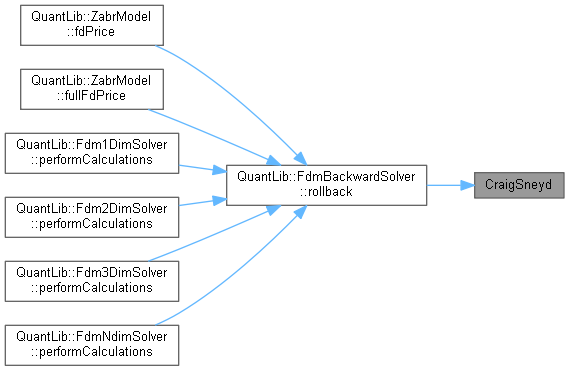 QuantLib::ZabrModel
::fdPrice
QuantLib::ZabrModel
::fullFdPrice
QuantLib::Fdm1DimSolver
::performCalculations
QuantLib::FdmBackwardSolver
::rollback
CraigSneyd
QuantLib::Fdm2DimSolver
::performCalculations
QuantLib::Fdm3DimSolver
::performCalculations
QuantLib::FdmNdimSolver
::performCalculations